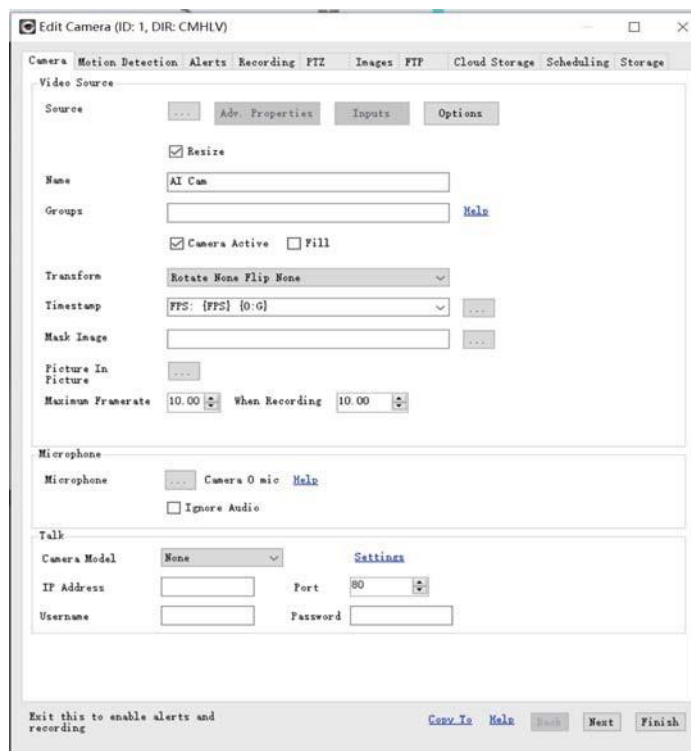 Edit Camera (ID: 1, DIR: CMHLV)
Camera Motion Detection Alerts Recording PTZ Images FTP Cloud Storage Scheduling Storage
Video Source
Source ... Adv. Properties Inputs Options
Resize
Name AI Cam
Groups Help
Camera Active Fill
Transform Rotate None Flip None
Timestamp FPS: {FPS} {0:G} ...
Mask Image ...
Picture In
Picture ...
Maximum Framerate 10.00 When Recording 10.00
Microphone
Microphone ... Camera 0 mic Help
Ignore Audio
Talk
Camera Model None Settings
IP Address Port 80
Username Password
Exit this to enable alerts and
recording
Copy To Help Back Next Finish